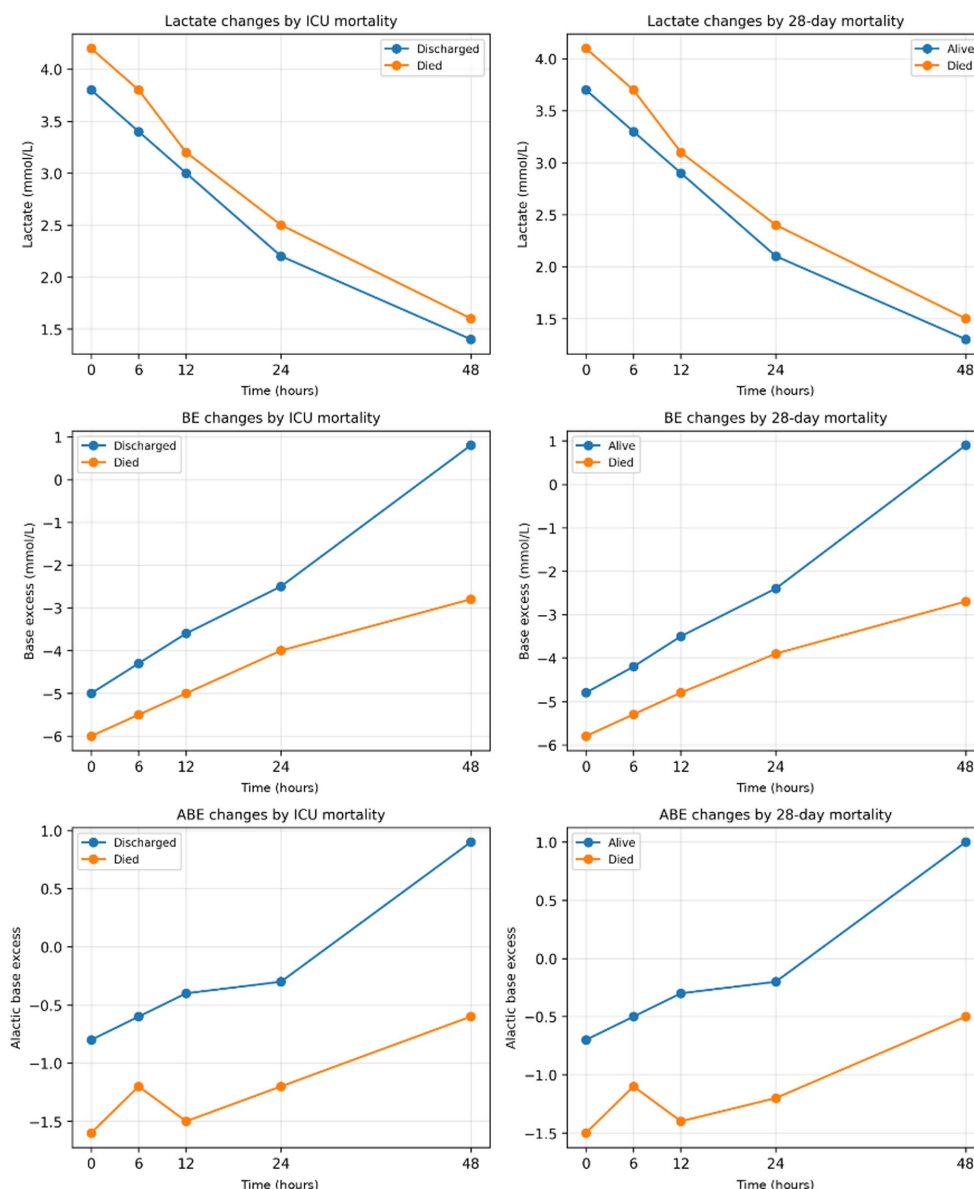 Lactate changes by ICU mortality
Discharged
Died
4.0
3.5
3.0
2.5
2.0
1.5
Lactate (mmol/L)
0 6 12 24 48
Time (hours)
Lactate changes by 28-day mortality
Alive
Died
4.0
3.5
3.0
2.5
2.0
1.5
Lactate (mmol/L)
0 6 12 24 48
Time (hours)
BE changes by ICU mortality
Discharged
Died
1
0
−1
−2
−3
−4
−5
−6
Base excess (mmol/L)
0 6 12 24 48
Time (hours)
BE changes by 28-day mortality
Alive
Died
1
0
−1
−2
−3
−4
−5
−6
Base excess (mmol/L)
0 6 12 24 48
Time (hours)
ABE changes by ICU mortality
Discharged
Died
1.0
0.5
0.0
−0.5
−1.0
−1.5
Alactic base excess
0 6 12 24 48
Time (hours)
ABE changes by 28-day mortality
Alive
Died
1.0
0.5
0.0
−0.5
−1.0
−1.5
Alactic base excess
0 6 12 24 48
Time (hours)